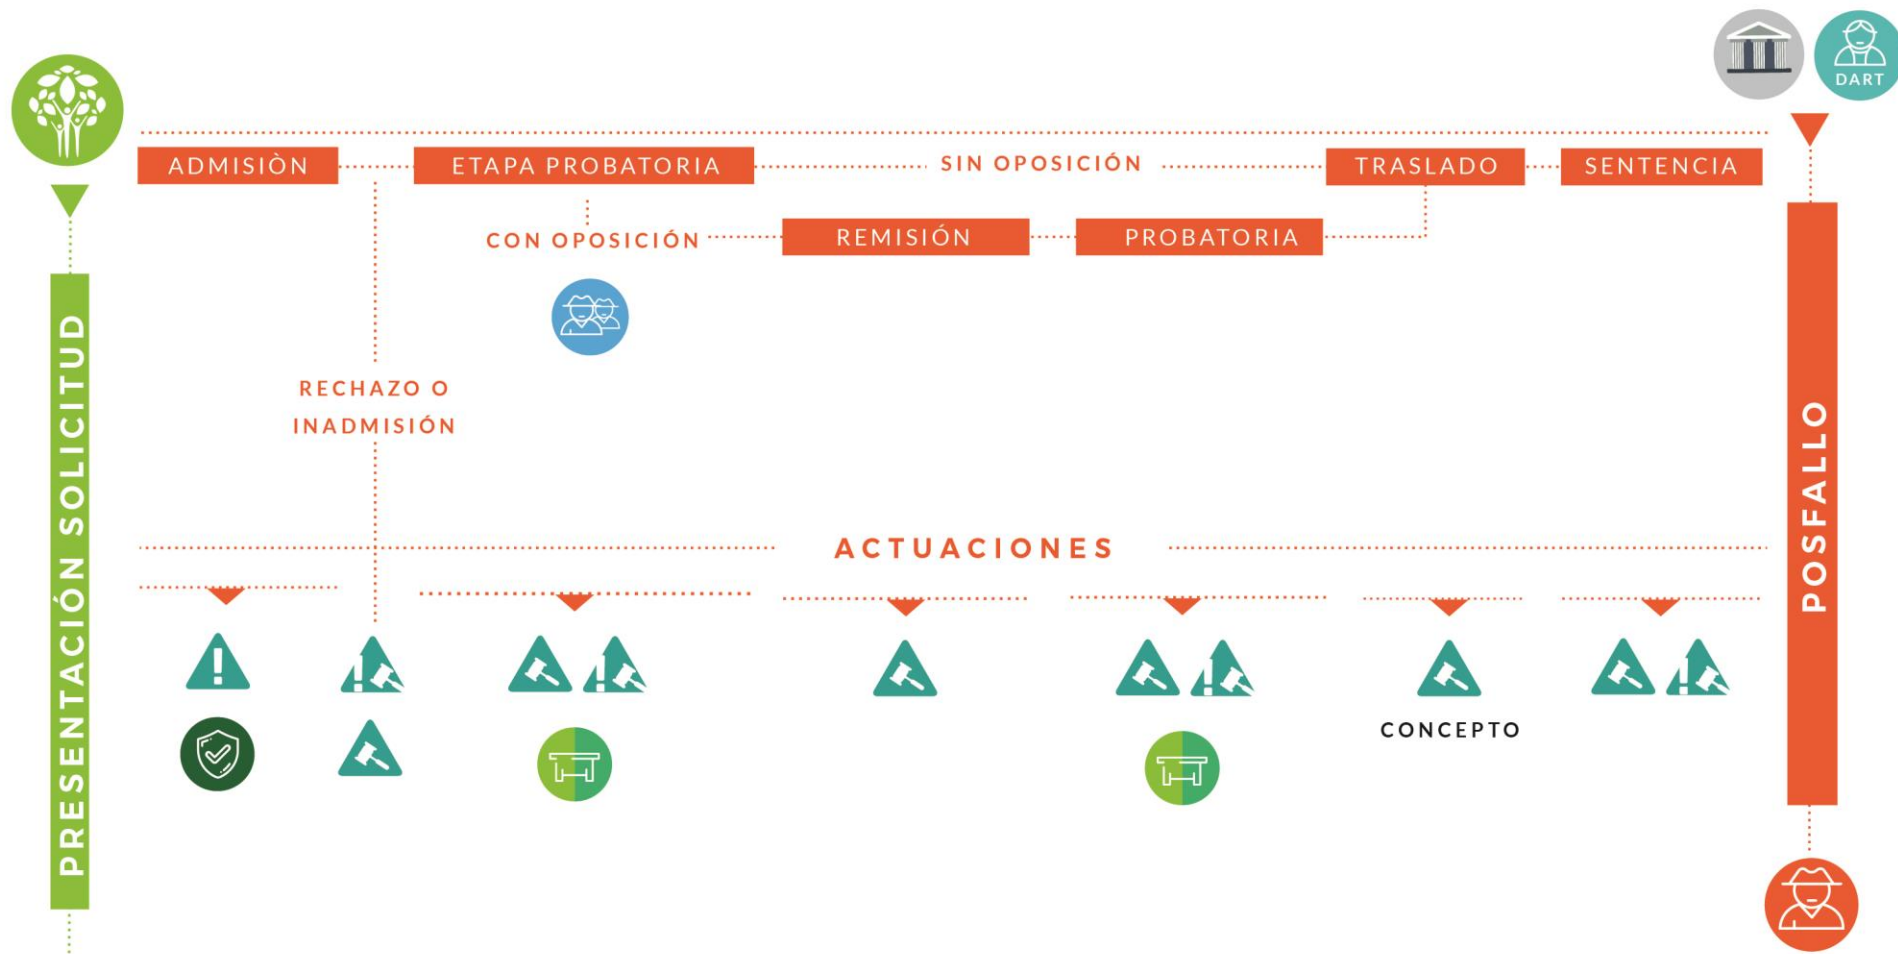 DART
ADMISIÒN
ETAPA PROBATORIA
SIN OPOSICIÓN
TRASLADO
SENTENCIA
CON OPOSICIÓN
REMISIÓN
PROBATORIA
RECHAZO O
INADMISIÓN
PRESENTACIÓN SOLICITUD
POSFALLO
ACTUACIONES
CONCEPTO